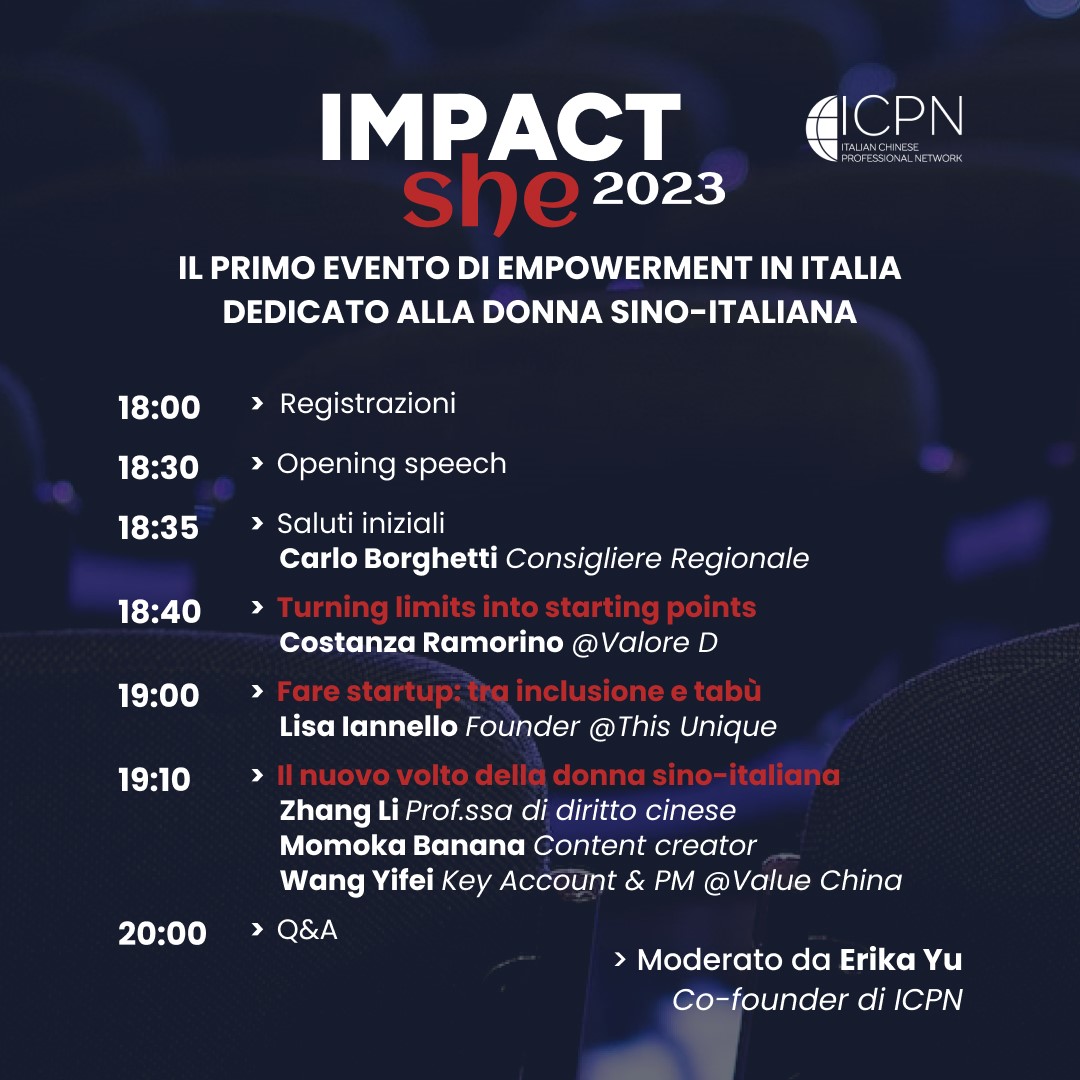 IMPACT
she 2023
ICPN
ITALIAN CHINESE
PROFESSIONAL NETWORK
IL PRIMO EVENTO DI EMPOWERMENT IN ITALIA
DEDICATO ALLA DONNA SINO-ITALIANA
18:00 > Registrazioni
18:30 > Opening speech
18:35 > Saluti iniziali
Carlo Borghetti Consigliere Regionale
18:40 > Turning limits into starting points
Costanza Ramorino @Valore D
19:00 > Fare startup: tra inclusione e tabù
Lisa Iannello Founder @This Unique
19:10 > Il nuovo volto della donna sino-italiana
Zhang Li Prof.ssa di diritto cinese
Momoka Banana Content creator
Wang Yifei Key Account & PM @Value China
20:00 > Q&A
> Moderato da Erika Yu
Co-founder di ICPN